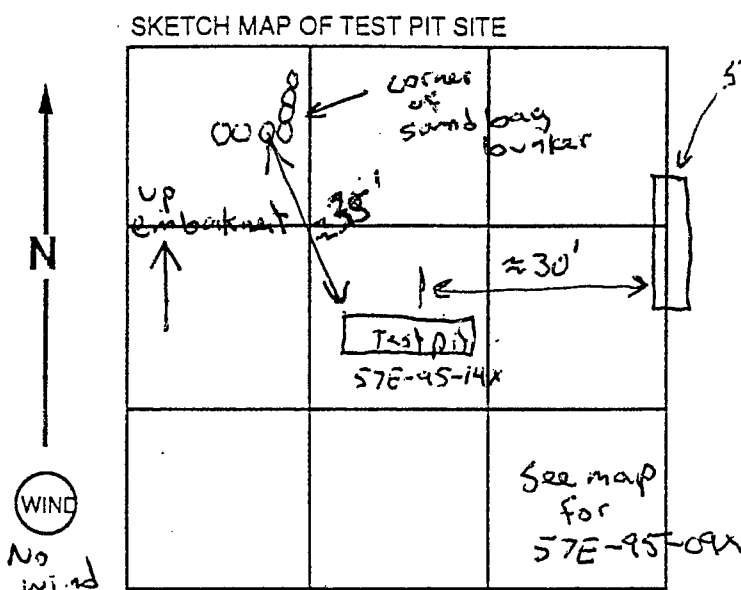 SKETCH MAP OF TEST PIT SITE
corner
of
sand bag
bunker
up
embankment
≈35'
N
≈30'
Test pit
57E-95-14X
WIND
No
wind
See map
for
57E-95-09X